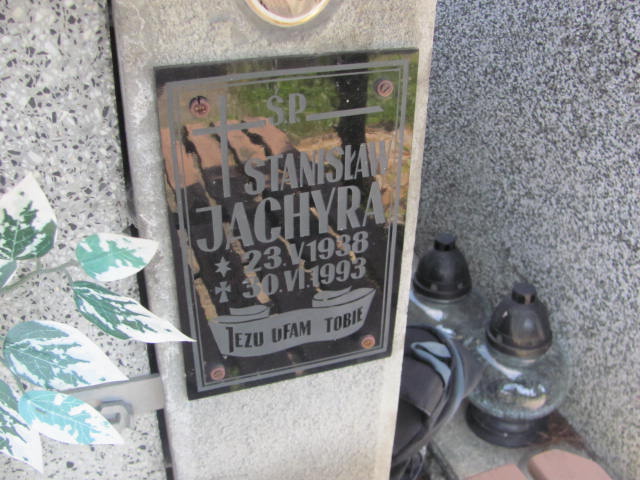 Ś.P.
STANISŁAW
JACHYRA
✶ 23.V.1938
✝ 30.VI.1993
JEZU UFAM TOBIE